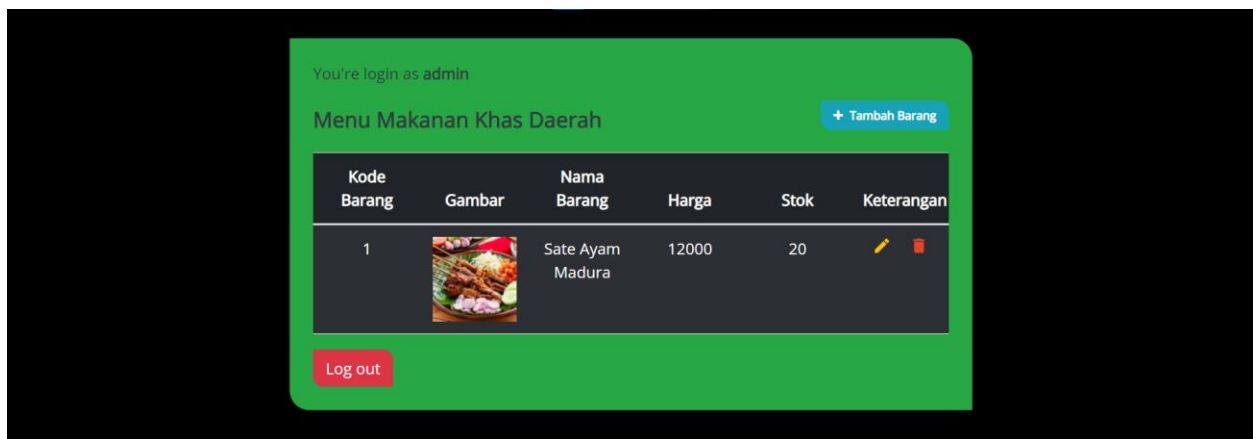 You're login as admin
Menu Makanan Khas Daerah
+ Tambah Barang
Kode Barang Gambar Nama Barang Harga Stok Keterangan
1 Sate Ayam Madura 12000 20
Log out